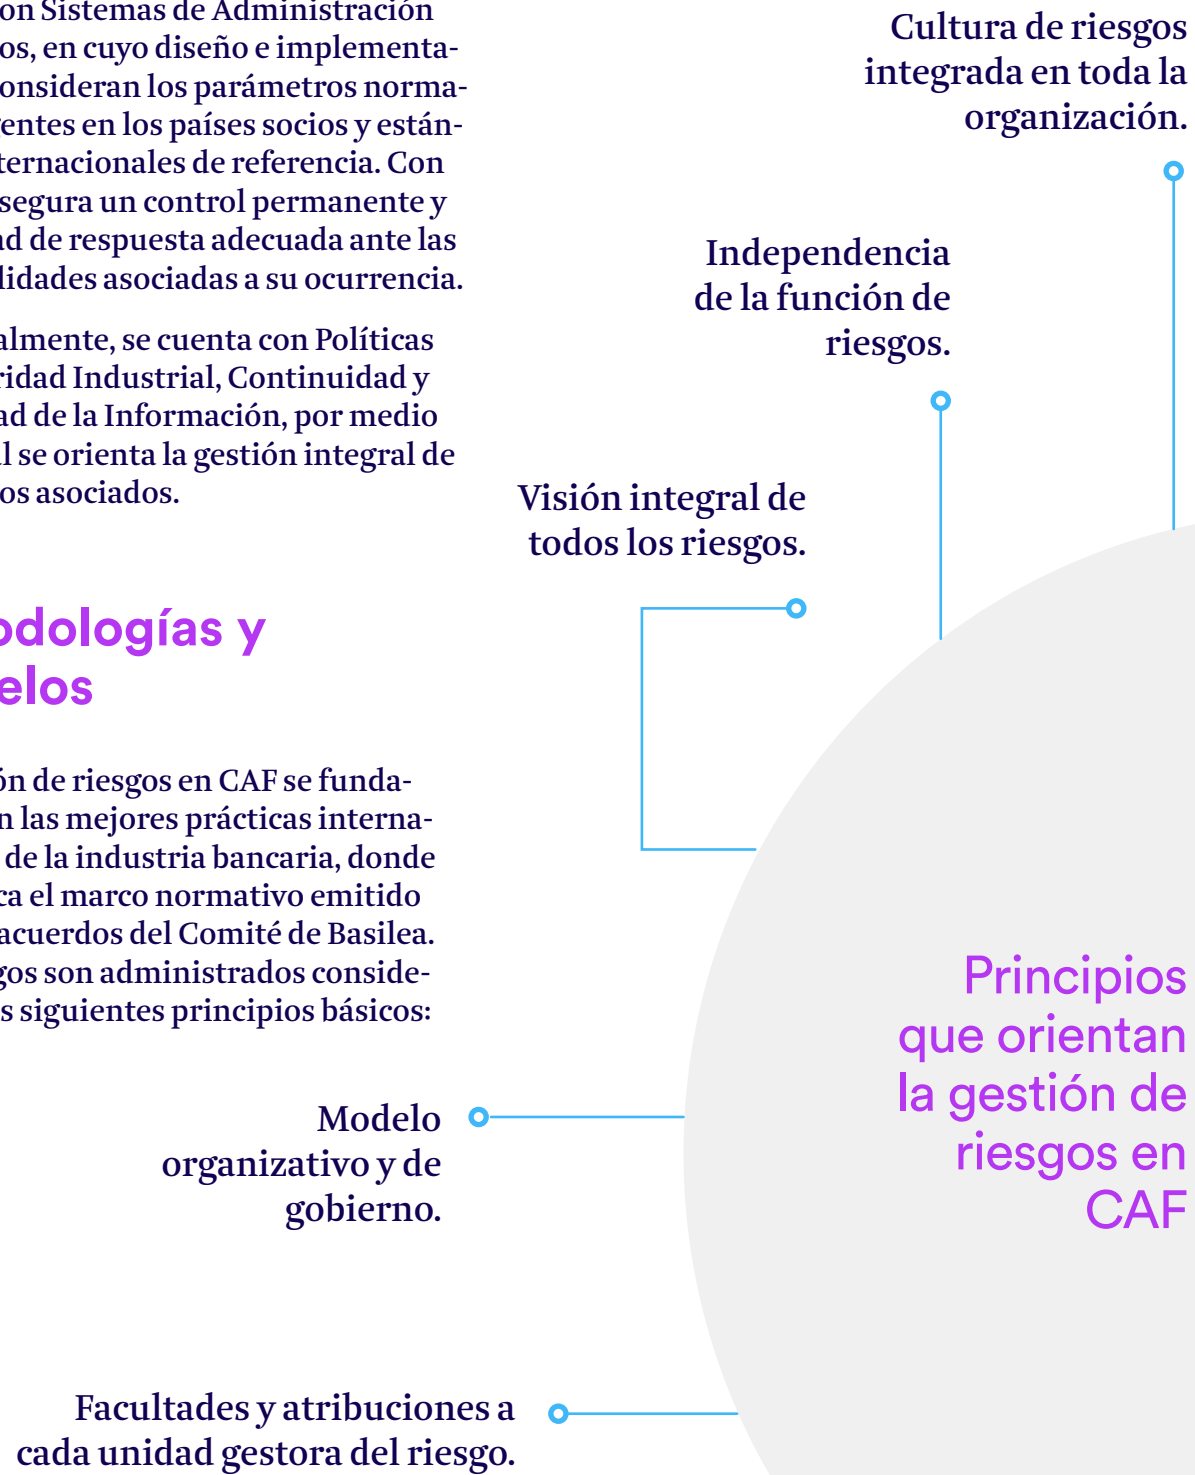 on Sistemas de Administración
os, en cuyo diseño e implementa-
onsideran los parámetros norma-
gentes en los países socios y están-
ternacionales de referencia. Con
segura un control permanente y
ad de respuesta adecuada ante las
lidades asociadas a su ocurrencia.
almente, se cuenta con Políticas
ridad Industrial, Continuidad y
ad de la Información, por medio
al se orienta la gestión integral de
os asociados.
odologías y
elos
ón de riesgos en CAF se funda-
n las mejores prácticas interna-
de la industria bancaria, donde
ca el marco normativo emitido
acuerdos del Comité de Basilea.
gos son administrados conside-
s siguientes principios básicos:
Cultura de riesgos
integrada en toda la
organización.
Independencia
de la función de
riesgos.
Visión integral de
todos los riesgos.
Modelo
organizativo y de
gobierno.
Facultades y atribuciones a
cada unidad gestora del riesgo.
Principios
que orientan
la gestión de
riesgos en
CAF